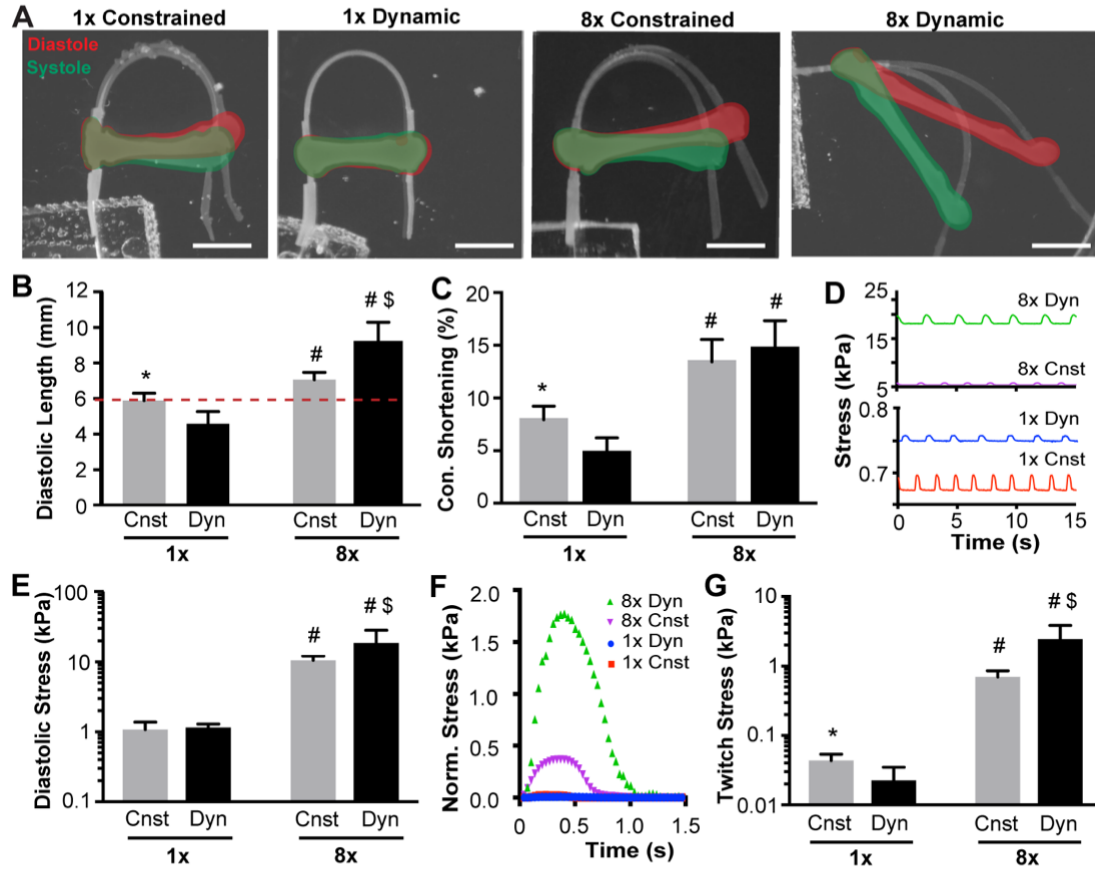 A
1x Constrained
1x Dynamic
8x Constrained
8x Dynamic
Diastole
Systole
B
Diastolic Length (mm)
12
10
8
6
4
2
0
*
#
# $
Cnst Dyn Cnst Dyn
1x 8x
C
Con. Shortening (%)
20
15
10
5
0
*
#
#
Cnst Dyn Cnst Dyn
1x 8x
D
Stress (kPa)
25
15
5
0.8
0.7
8x Dyn
8x Cnst
1x Dyn
1x Cnst
0 5 10 15
Time (s)
E
Diastolic Stress (kPa)
100
10
1
0.1
#
# $
Cnst Dyn Cnst Dyn
1x 8x
F
Norm. Stress (kPa)
2.0
1.5
1.0
0.5
0.0
8x Dyn
8x Cnst
1x Dyn
1x Cnst
0 0.5 1.0 1.5
Time (s)
G
Twitch Stress (kPa)
10
1
0.1
0.01
*
#
# $
Cnst Dyn Cnst Dyn
1x 8x